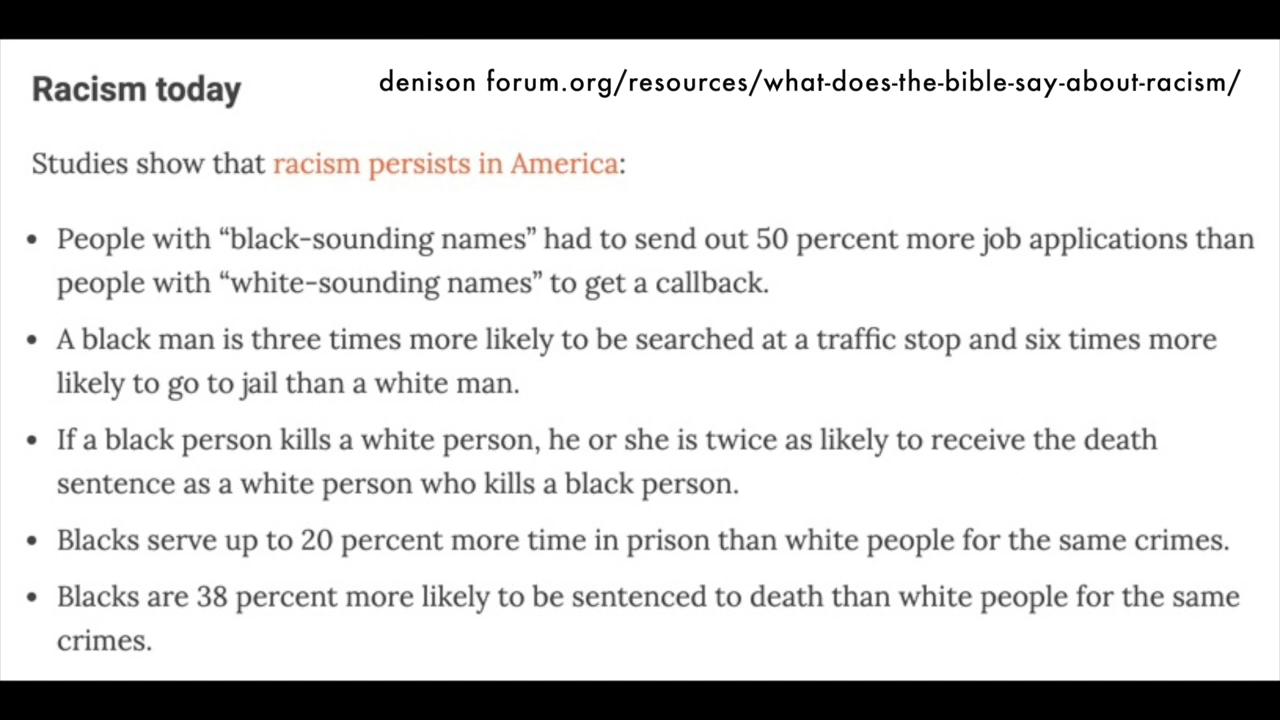 Racism today
denison forum.org/resources/what-does-the-bible-say-about-racism/
Studies show that racism persists in America:
• People with “black-sounding names” had to send out 50 percent more job applications than
people with “white-sounding names” to get a callback.
• A black man is three times more likely to be searched at a traffic stop and six times more
likely to go to jail than a white man.
• If a black person kills a white person, he or she is twice as likely to receive the death
sentence as a white person who kills a black person.
• Blacks serve up to 20 percent more time in prison than white people for the same crimes.
• Blacks are 38 percent more likely to be sentenced to death than white people for the same
crimes.